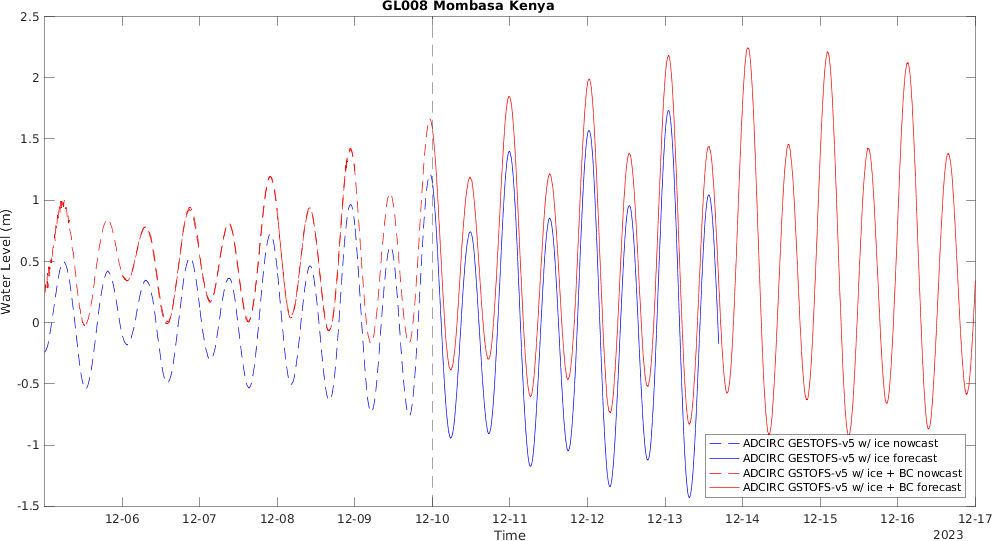 GL008 Mombasa Kenya
Water Level (m)
2.5
2
1.5
1
0.5
0
-0.5
-1
-1.5
ADCIRC GESTOFS-v5 w/ ice nowcast
ADCIRC GESTOFS-v5 w/ ice forecast
ADCIRC GSTOFS-v5 w/ ice + BC nowcast
ADCIRC GSTOFS-v5 w/ ice + BC forecast
12-06 12-07 12-08 12-09 12-10 12-11 12-12 12-13 12-14 12-15 12-16 12-17
Time
2023